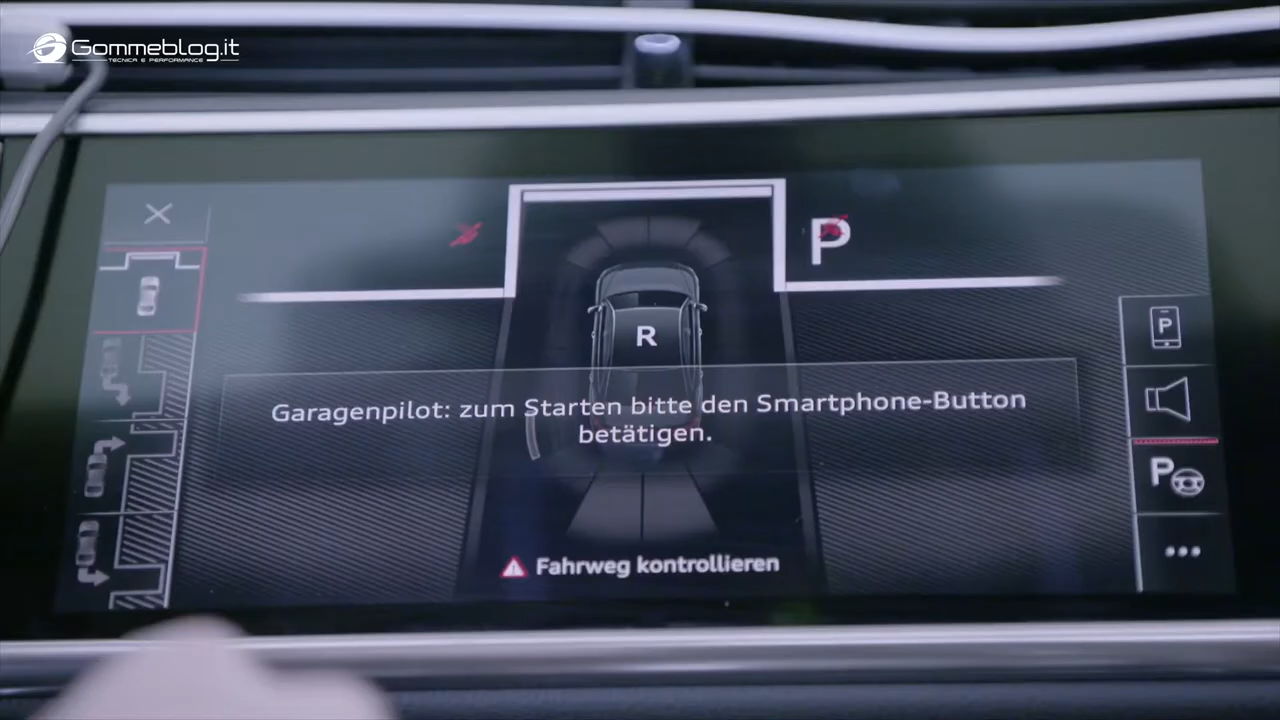 Gommeblog.it
TECNICA E PERFORMANCE
P
R
P
Garagenpilot: zum Starten bitte den Smartphone-Button
betätigen.
P
Fahrweg kontrollieren